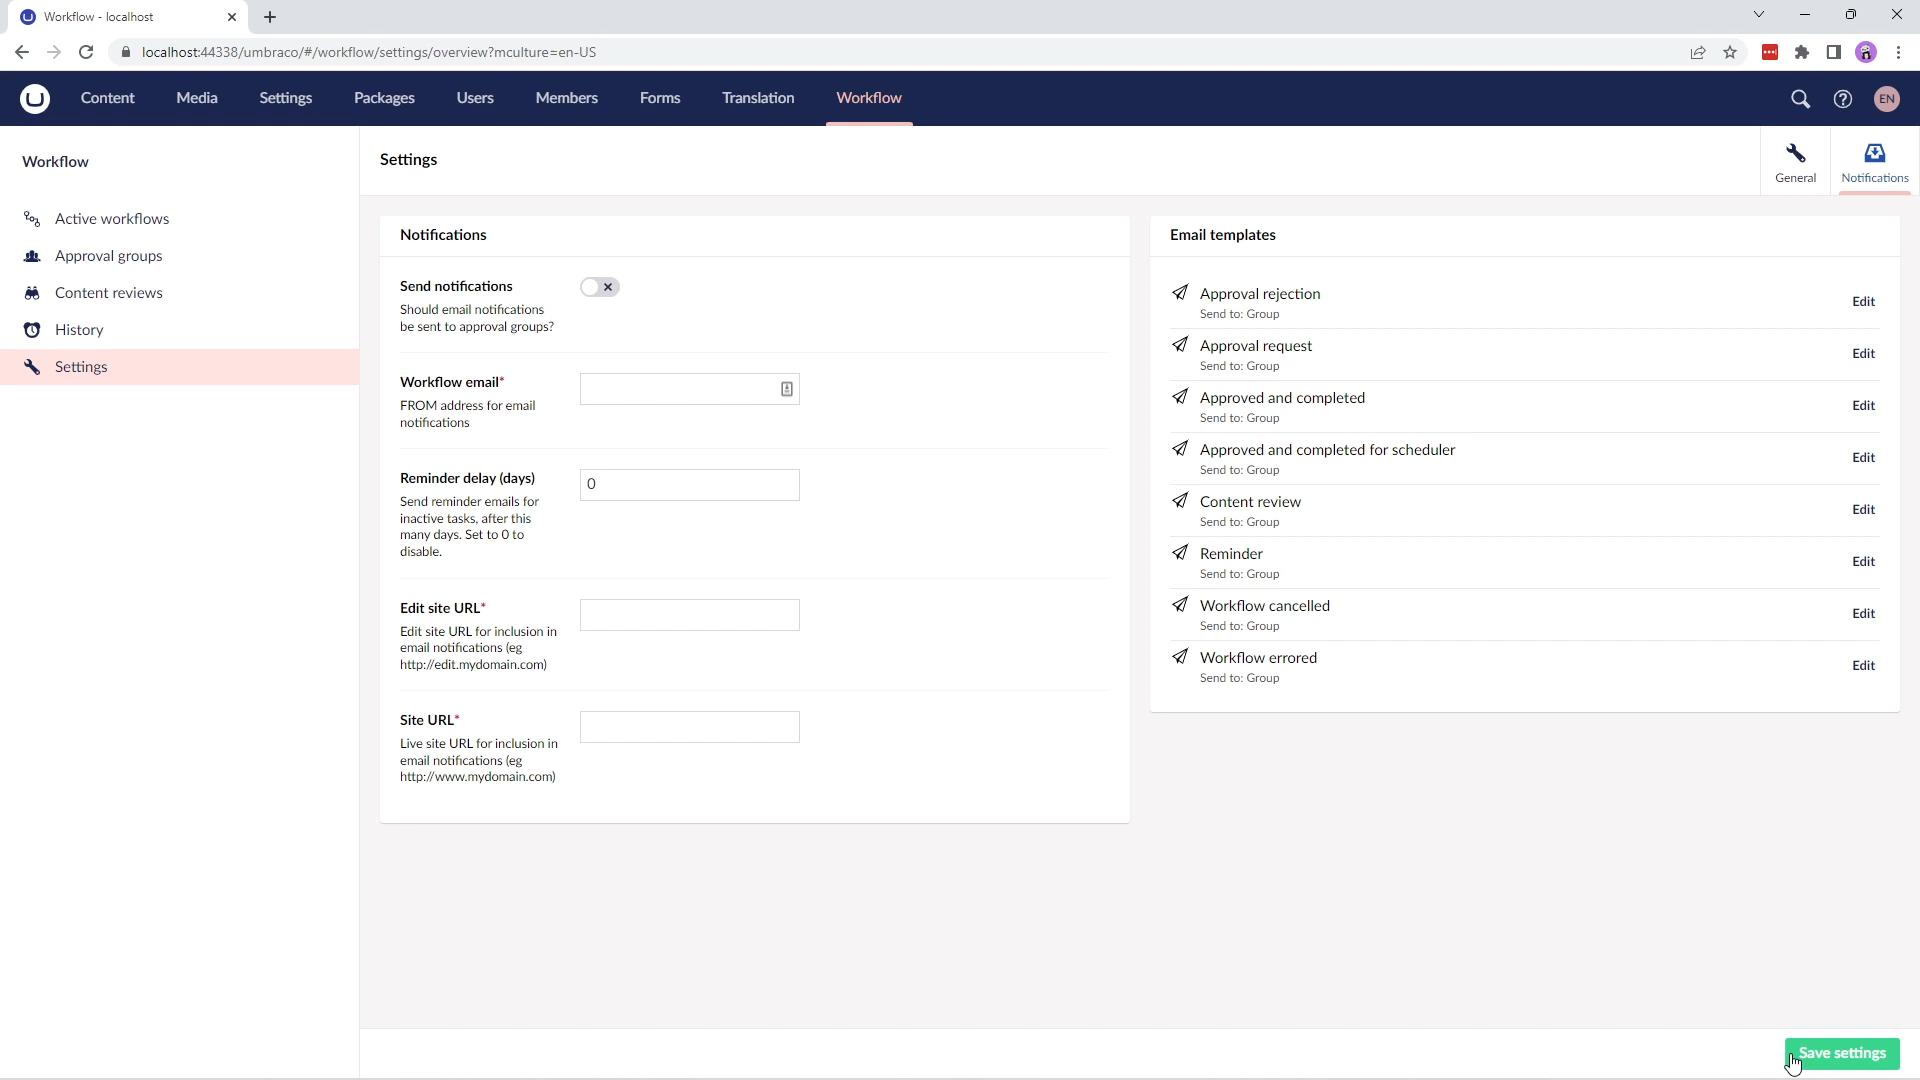 Workflow - localhost
localhost:44338/umbraco/#/workflow/settings/overview?mculture=en-US
Content Media Settings Packages Users Members Forms Translation Workflow EN
Workflow
Active workflows
Approval groups
Content reviews
History
Settings
Settings
General
Notifications
Notifications
Send notifications
Should email notifications
be sent to approval groups?
Workflow email*
FROM address for email
notifications
Reminder delay (days)
0
Send reminder emails for
inactive tasks, after this
many days. Set to 0 to
disable.
Edit site URL*
Edit site URL for inclusion in
email notifications (eg
http://edit.mydomain.com)
Site URL*
Live site URL for inclusion in
email notifications (eg
http://www.mydomain.com)
Email templates
Approval rejection
Send to: Group
Edit
Approval request
Send to: Group
Edit
Approved and completed
Send to: Group
Edit
Approved and completed for scheduler
Send to: Group
Edit
Content review
Send to: Group
Edit
Reminder
Send to: Group
Edit
Workflow cancelled
Send to: Group
Edit
Workflow errored
Send to: Group
Edit
Save settings